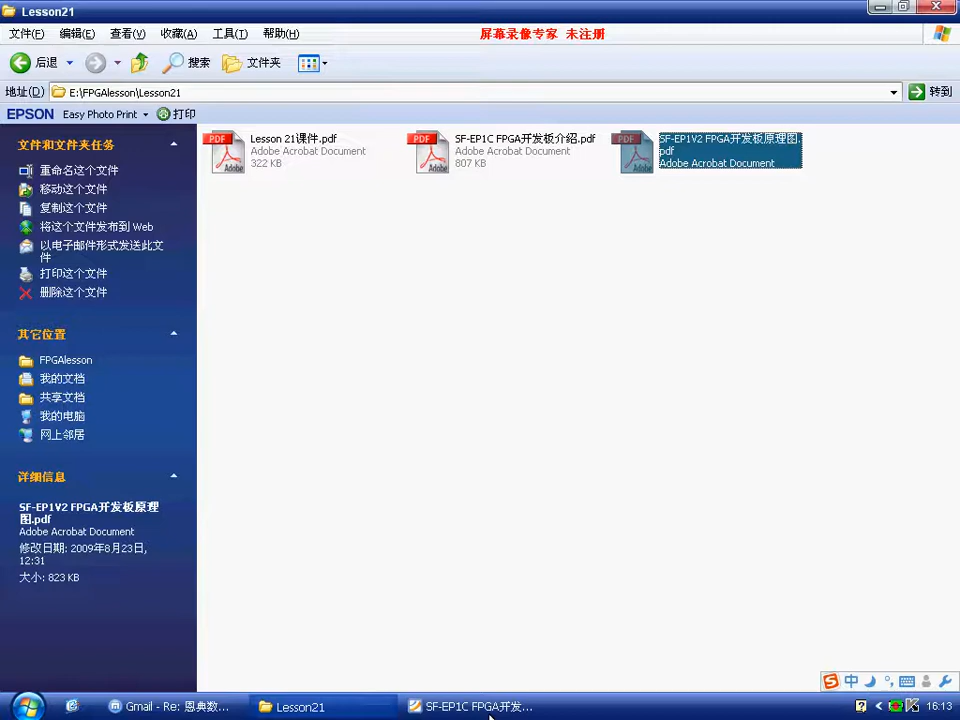 Lesson21
文件(F) 编辑(E) 查看(V) 收藏(A) 工具(T) 帮助(H) 屏幕录像专家 未注册
后退 搜索 文件夹
地址(D) E:\FPGAlesson\Lesson21 转到
EPSON Easy Photo Print 打印
文件和文件夹任务
重命名这个文件
移动这个文件
复制这个文件
将这个文件发布到 Web
以电子邮件形式发送此文
件
打印这个文件
删除这个文件
其它位置
FPGAlesson
我的文档
共享文档
我的电脑
网上邻居
详细信息
SF-EP1V2 FPGA开发板原理
图.pdf
Adobe Acrobat Document
修改日期: 2009年8月23日,
12:31
大小: 823 KB
PDF
Adobe
Lesson 21课件.pdf
Adobe Acrobat Document
322 KB
PDF
Adobe
SF-EP1C FPGA开发板介绍.pdf
Adobe Acrobat Document
807 KB
PDF
Adobe
SF-EP1V2 FPGA开发板原理图.
pdf
Adobe Acrobat Document
S 中
Gmail - Re: 恩典数... Lesson21 SF-EP1C FPGA开发... 16:13